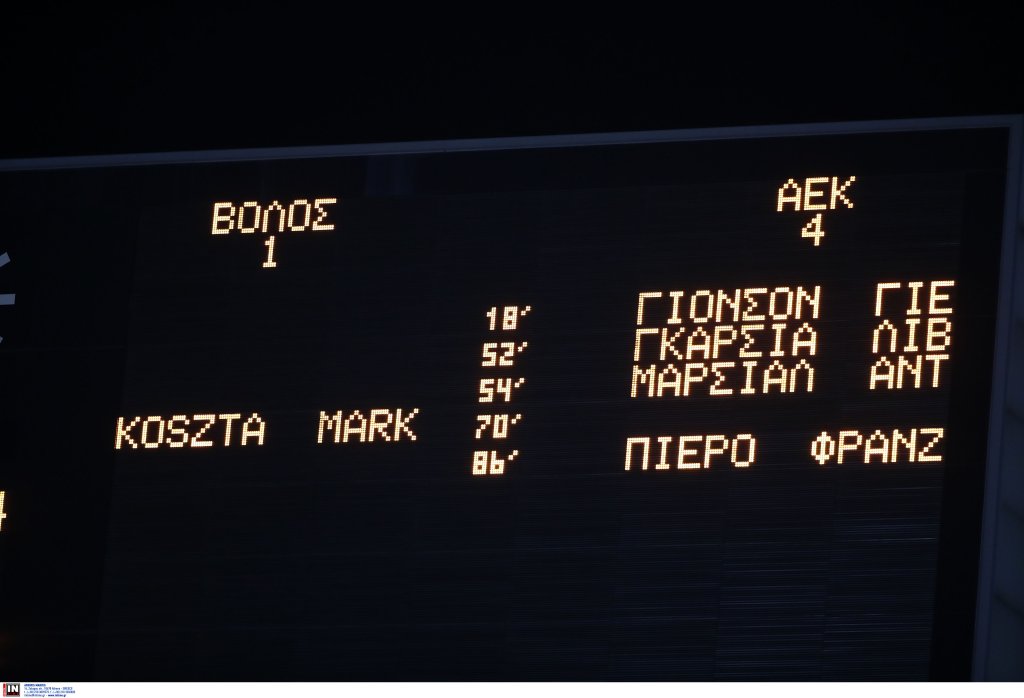 ΒΟΛΟΣ ΑΕΚ
1 4
18' ΓΙΟΝΣΟΝ ΓΙΕ
52' ΓΚΑΡΣΙΑ ΛΙΒ
54' ΜΑΡΣΙΑΛ ΑΝΤ
KOSZTA MARK 70'
86' ΠΙΕΡΟ ΦΡΑΝΖ
IN